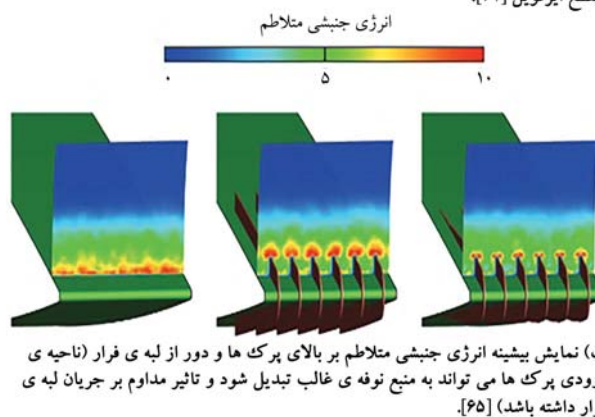 انرژی جنبشی متلاطم
۰ ۵ ۱۰
) نمایش بیشینه انرژی جنبشی متلاطم بر بالای پرک ها و دور از لبه ی فرار (ناحیه ی
پرک ها می تواند به منبع نوفه ی غالب تبدیل شود و تاثیر مداوم بر جریان لبه ی
داشته باشد) [۶۵].